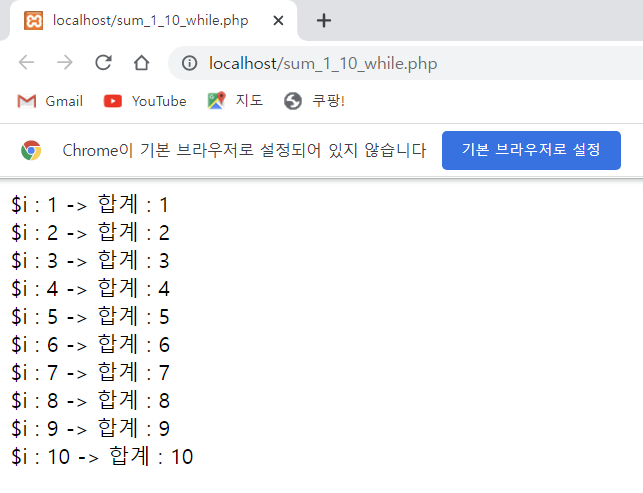 localhost/sum_1_10_while.php
localhost/sum_1_10_while.php
Gmail YouTube 지도 쿠팡!
Chrome이 기본 브라우저로 설정되어 있지 않습니다 기본 브라우저로 설정
$i : 1 -> 합계 : 1
$i : 2 -> 합계 : 2
$i : 3 -> 합계 : 3
$i : 4 -> 합계 : 4
$i : 5 -> 합계 : 5
$i : 6 -> 합계 : 6
$i : 7 -> 합계 : 7
$i : 8 -> 합계 : 8
$i : 9 -> 합계 : 9
$i : 10 -> 합계 : 10